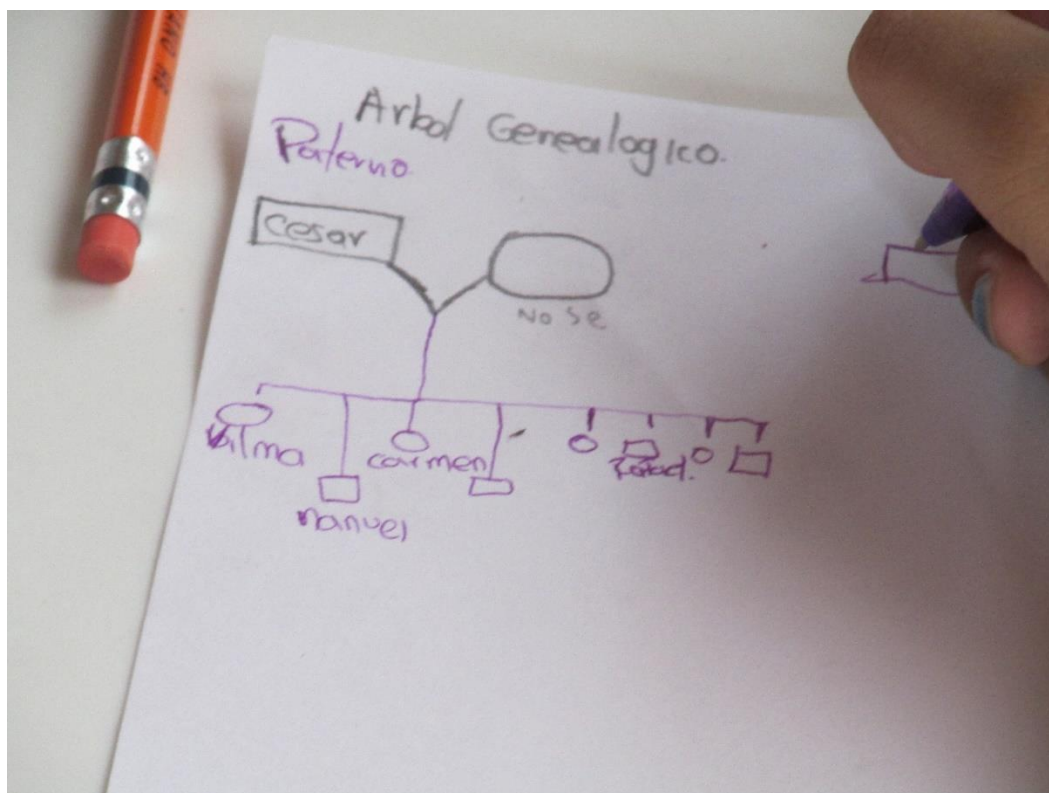 Arbol Genealogico.
Paterno
Cesar
No Se
Vilma
Carmen
Manuel